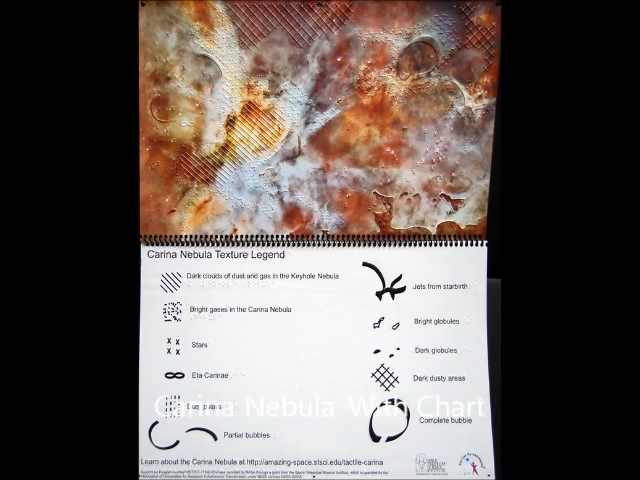 Carina Nebula Texture Legend
Dark clouds of dust and gas in the Keyhole Nebula
Bright gases in the Carina Nebula
Stars
Eta Carinae
Partial bubbles
Jets from starbirth
Bright globules
Dark globules
Dark dusty areas
Complete bubble
Carina Nebula With Chart
Learn about the Carina Nebula at http://amazing-space.stsci.edu/tactile-carina